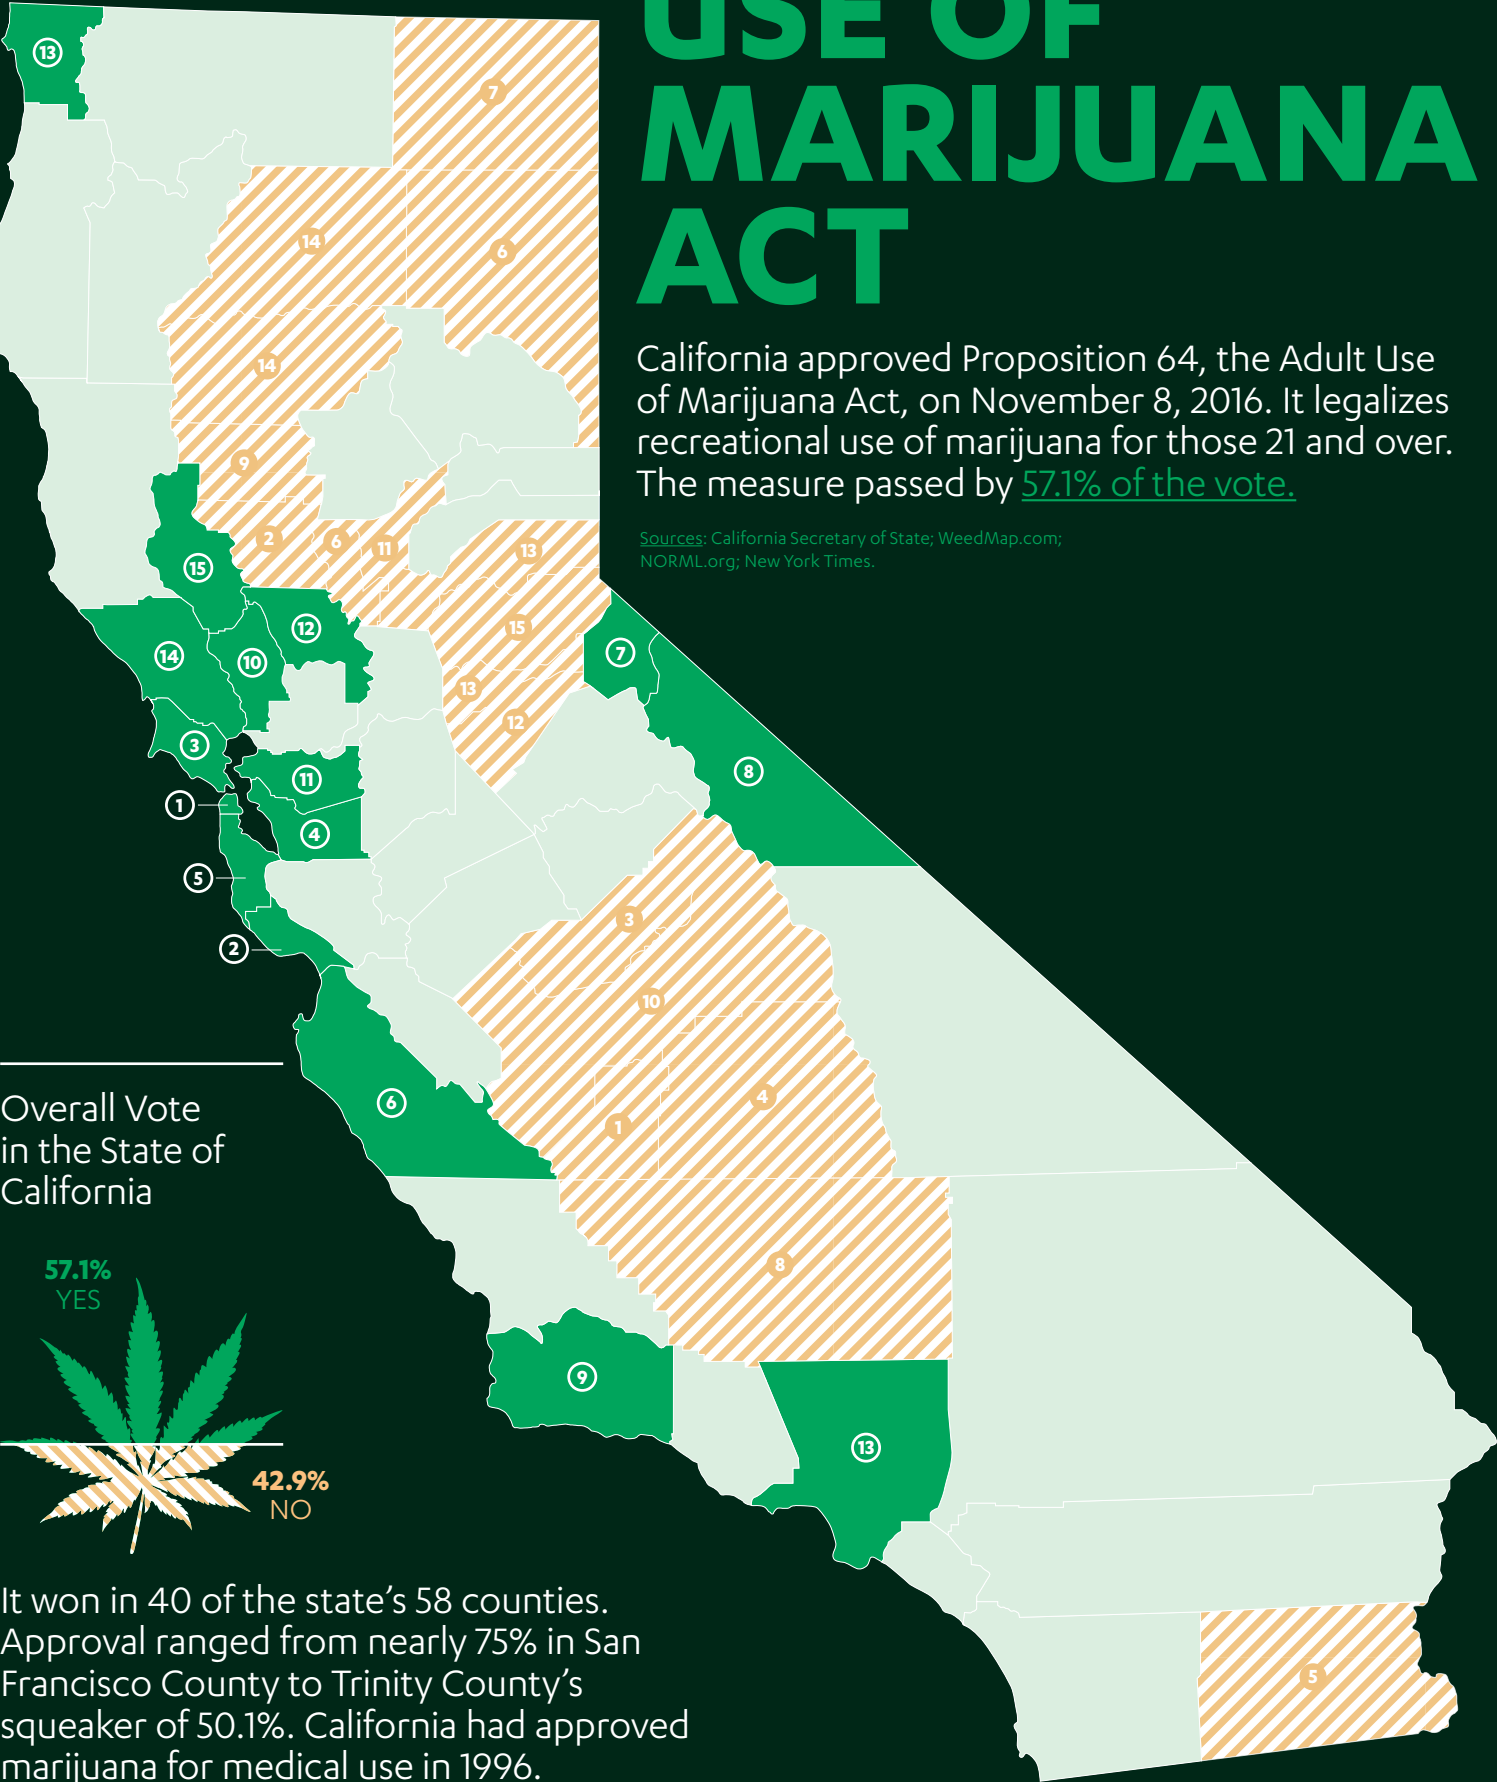 USE OF
MARIJUANA
ACT
California approved Proposition 64, the Adult Use
of Marijuana Act, on November 8, 2016. It legalizes
recreational use of marijuana for those 21 and over.
The measure passed by 57.1% of the vote.
Sources: California Secretary of State; WeedMap.com;
NORML.org; New York Times.
13
7
14
6
14
9
2
6
11
13
15
12
15
14
10
13
7
12
3
8
11
1
4
5
3
2
10
6
4
1
8
9
13
5
Overall Vote
in the State of
California
57.1%
YES
42.9%
NO
It won in 40 of the state’s 58 counties.
Approval ranged from nearly 75% in San
Francisco County to Trinity County’s
squeaker of 50.1%. California had approved
marijuana for medical use in 1996.